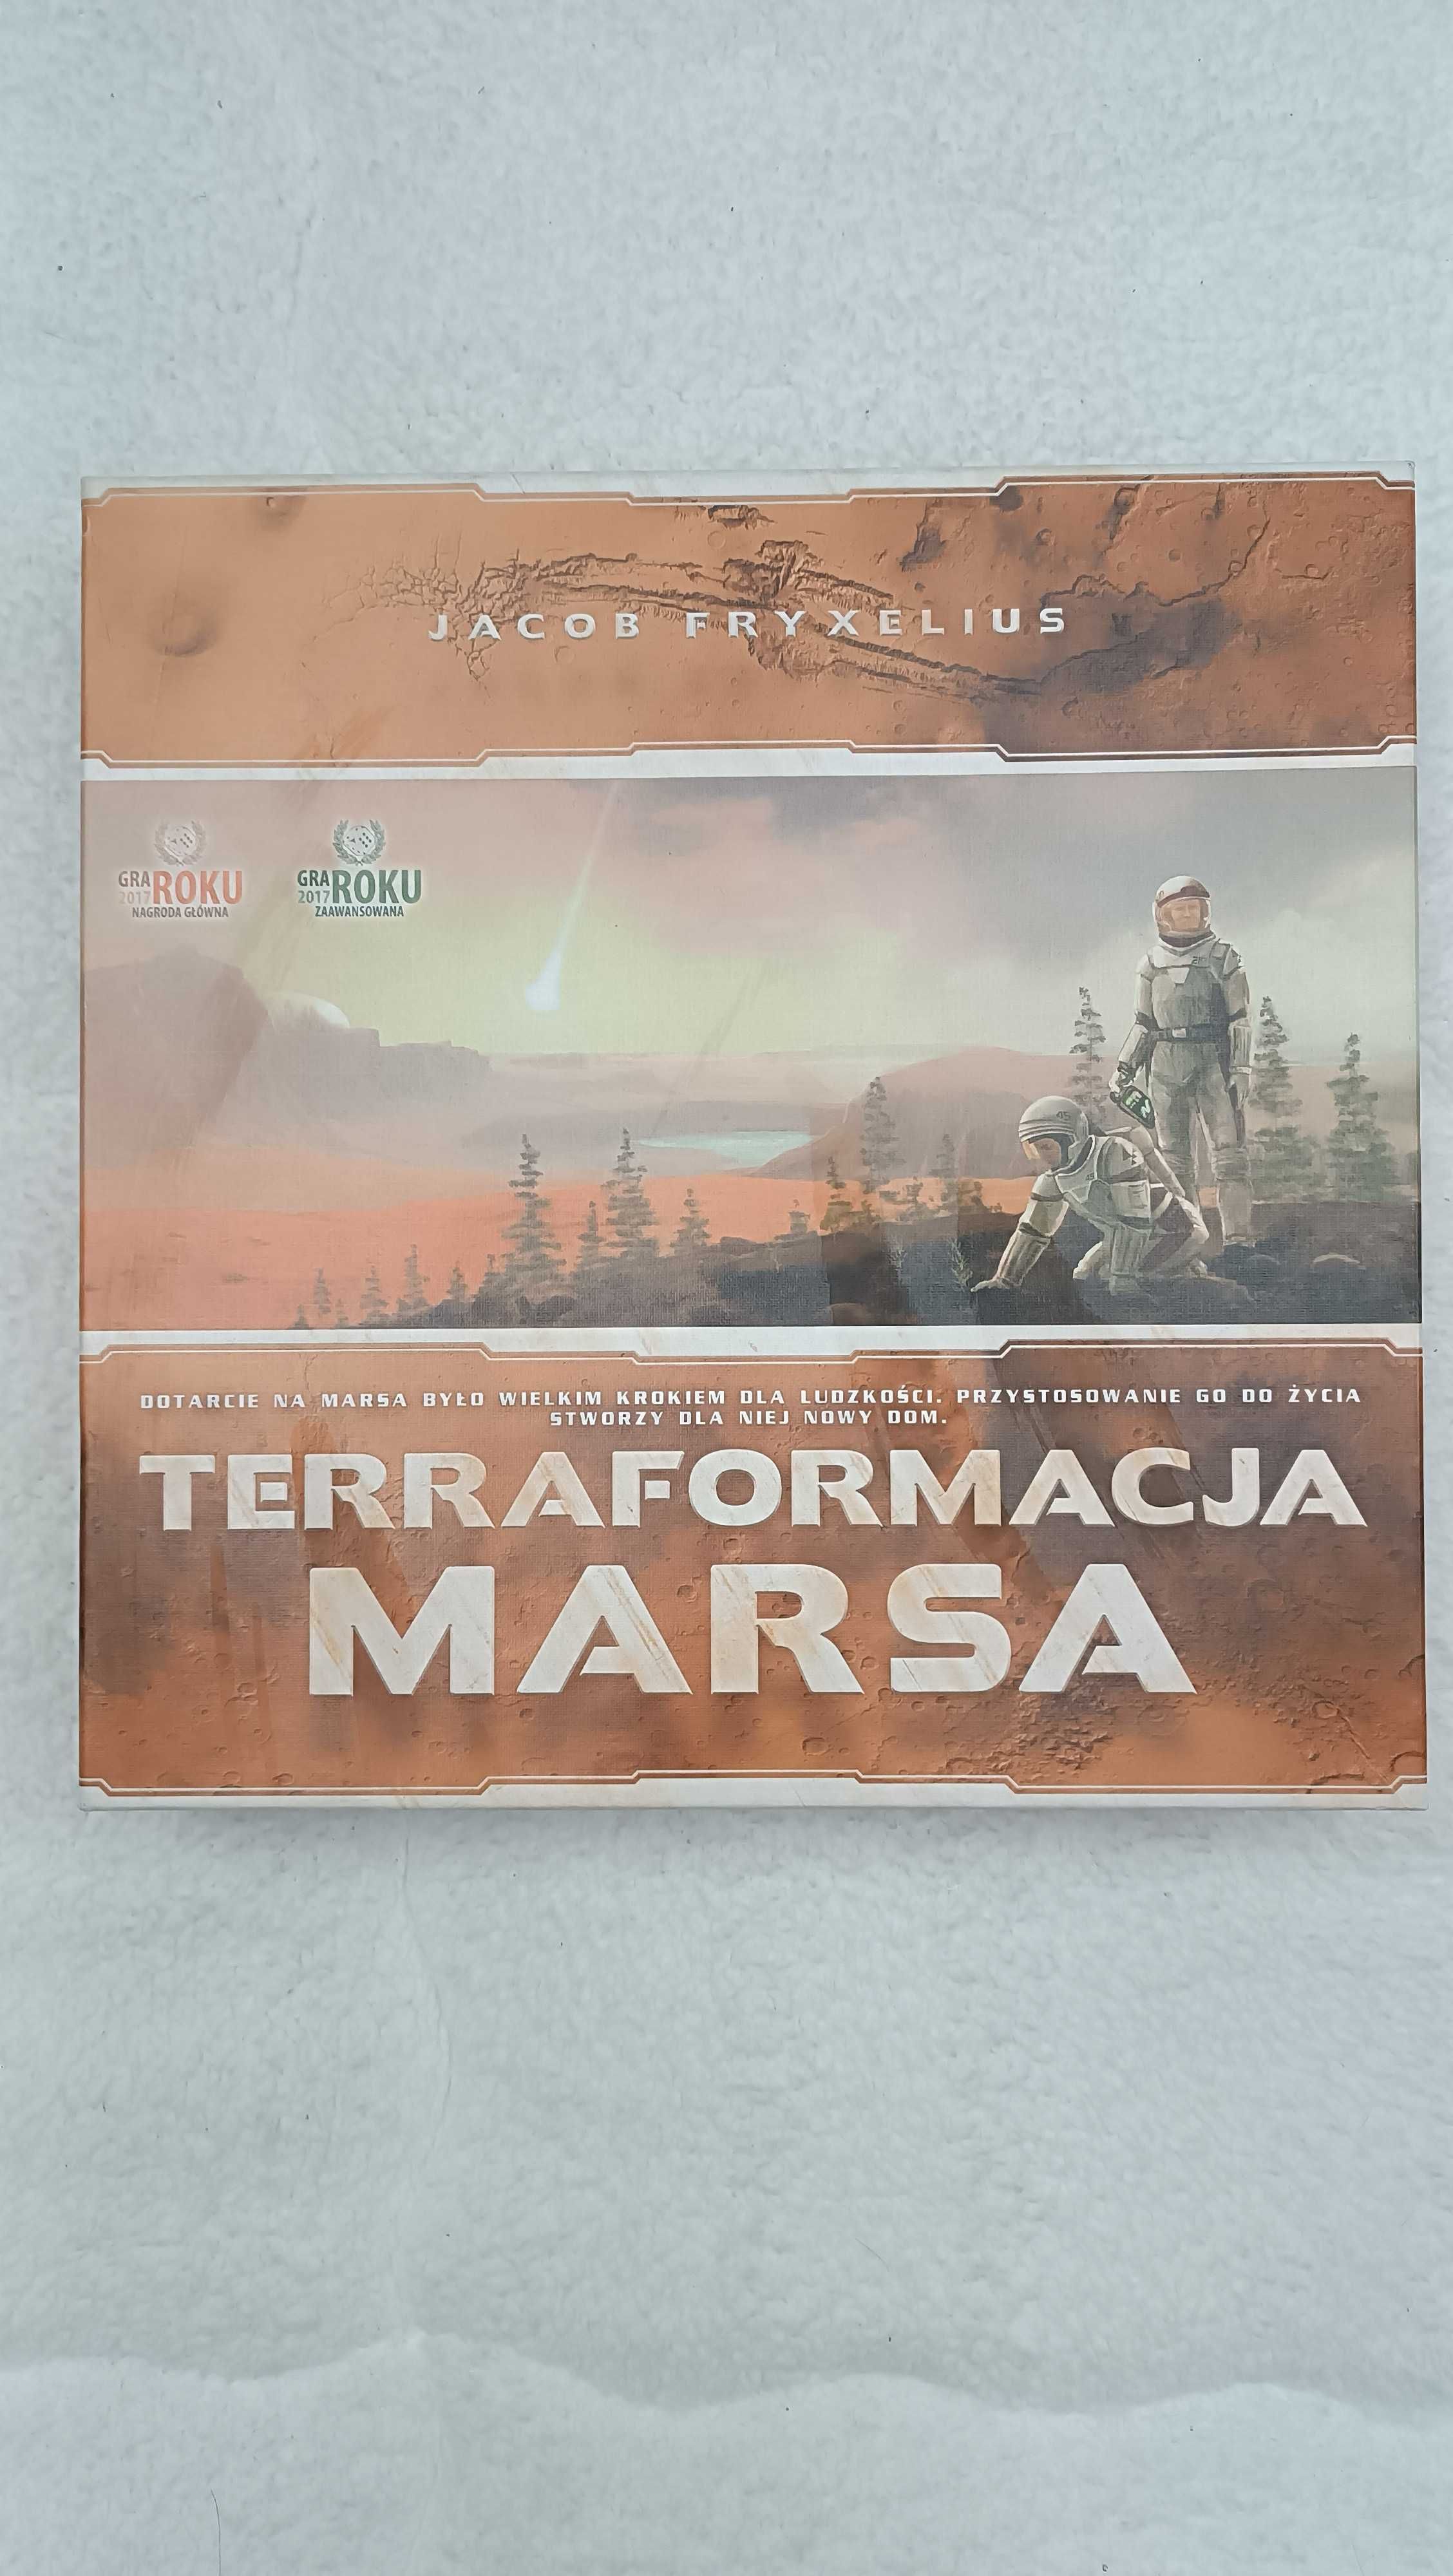 JACOB FRYXELIUS
GRA ROKU
2017
NAGRODA GŁÓWNA
GRA ROKU
2017
ZAAWANSOWANA
45
DOTARCIE NA MARSA BYŁO WIELKIM KROKIEM DLA LUDZKOŚCI. PRZYSTOSOWANIE GO DO ŻYCIA
STWORZY DLA NIEJ NOWY DOM.
TERRAFORMACJA
MARSA